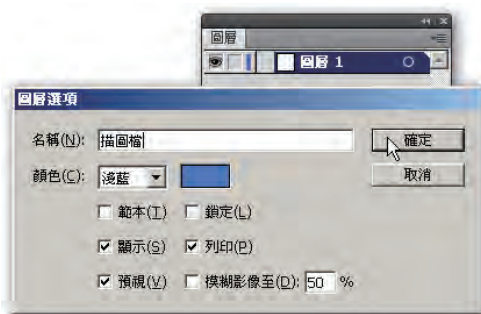 圖層
圖層 1
圖層選項
名稱(N): 描圖檔 確定
顏色(C): 淺藍 取消
範本(T) 鎖定(L)
顯示(S) 列印(P)
預視(V) 模糊影像至(D): 50 %